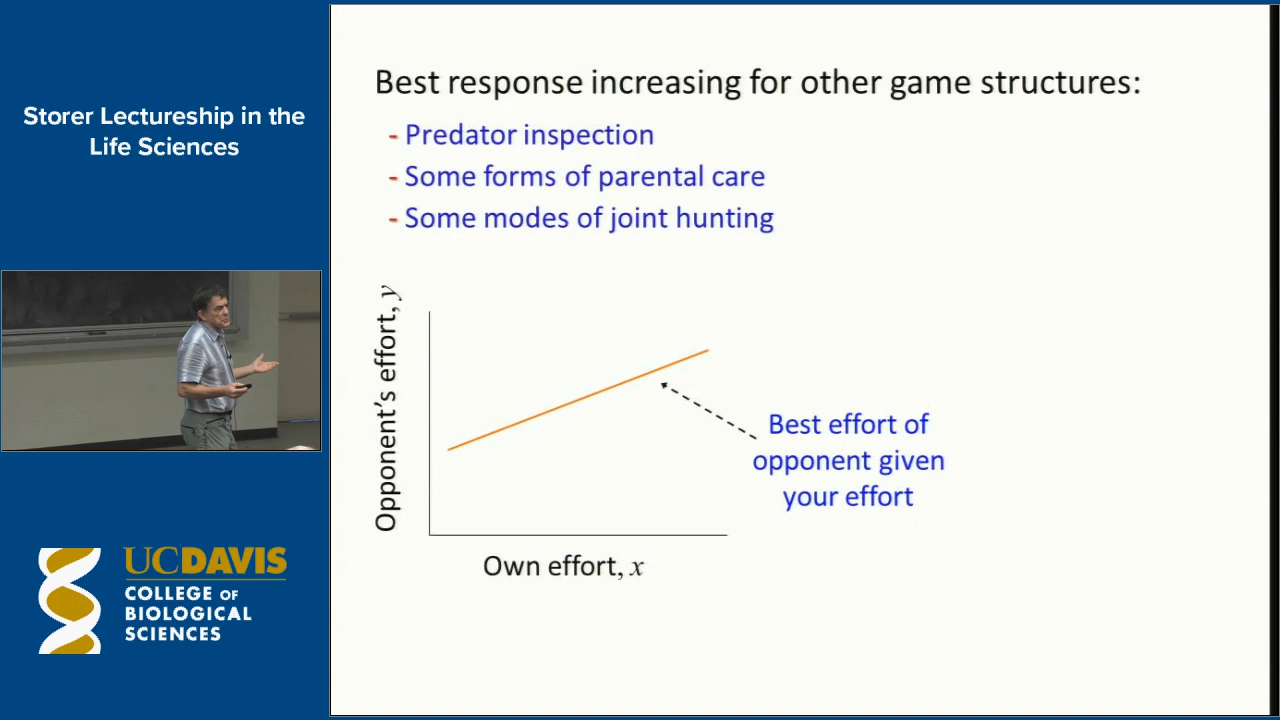 Storer Lectureship in the
Life Sciences
UCDAVIS
COLLEGE OF
BIOLOGICAL
SCIENCES
Best response increasing for other game structures:
- Predator inspection
- Some forms of parental care
- Some modes of joint hunting
Opponent's effort, y
Best effort of
opponent given
your effort
Own effort, x